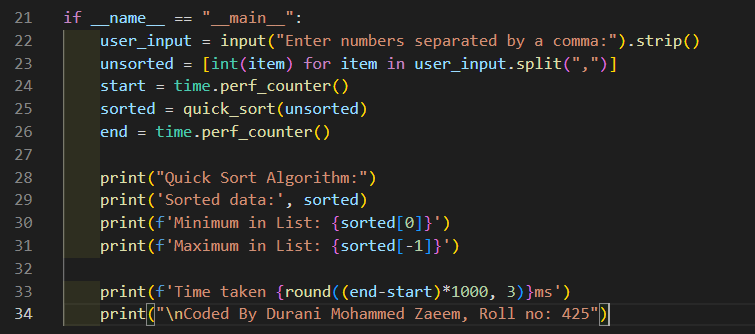 21 if __name__ == "__main__":
22     user_input = input("Enter numbers separated by a comma:").strip()
23     unsorted = [int(item) for item in user_input.split(",")]
24     start = time.perf_counter()
25     sorted = quick_sort(unsorted)
26     end = time.perf_counter()
27
28     print("Quick Sort Algorithm:")
29     print('Sorted data:', sorted)
30     print(f'Minimum in List: {sorted[0]}')
31     print(f'Maximum in List: {sorted[-1]}')
32
33     print(f'Time taken {round((end-start)*1000, 3)}ms')
34     print("\nCoded By Durani Mohammed Zaeem, Roll no: 425")